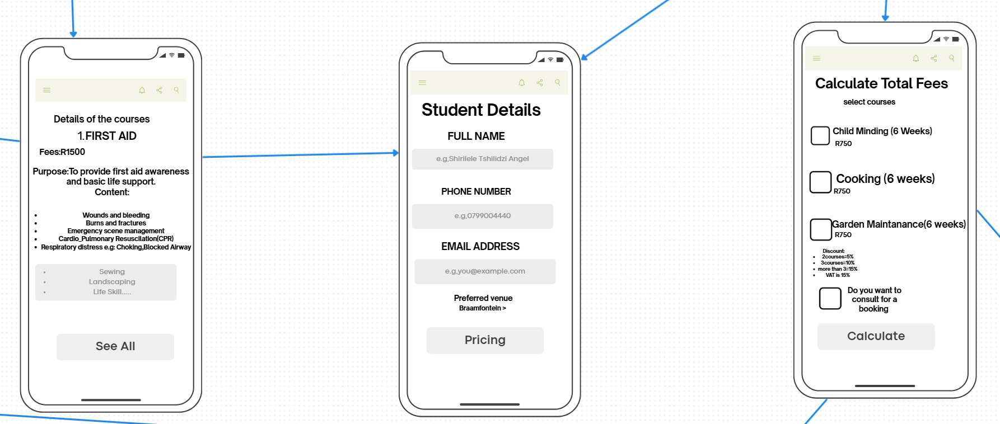 Details of the courses
1.FIRST AID
Fees:R1500
Purpose:To provide first aid awareness
and basic life support.
Content:
• Wounds and bleeding
• Burns and fractures
• Emergency scene management
• Cardio_Pulmonary Resuscilation(CPR)
• Respiratory distress e.g: Choking,Blocked Airway
• Sewing
• Landscaping
• Life Skill.....
See All
Student Details
FULL NAME
e.g,Shirilele Tshilidzi Angel
PHONE NUMBER
e.g,0799004440
EMAIL ADDRESS
e.g,you@example.com
Preferred venue
Braamfontein >
Pricing
Calculate Total Fees
select courses
Child Minding (6 Weeks)
R750
Cooking (6 weeks)
R750
Garden Maintanance(6 weeks)
R750
Discount:
• 2courses=5%
• 3courses=10%
• more than 3=15%
• VAT is 15%
Do you want to
consult for a
booking
Calculate